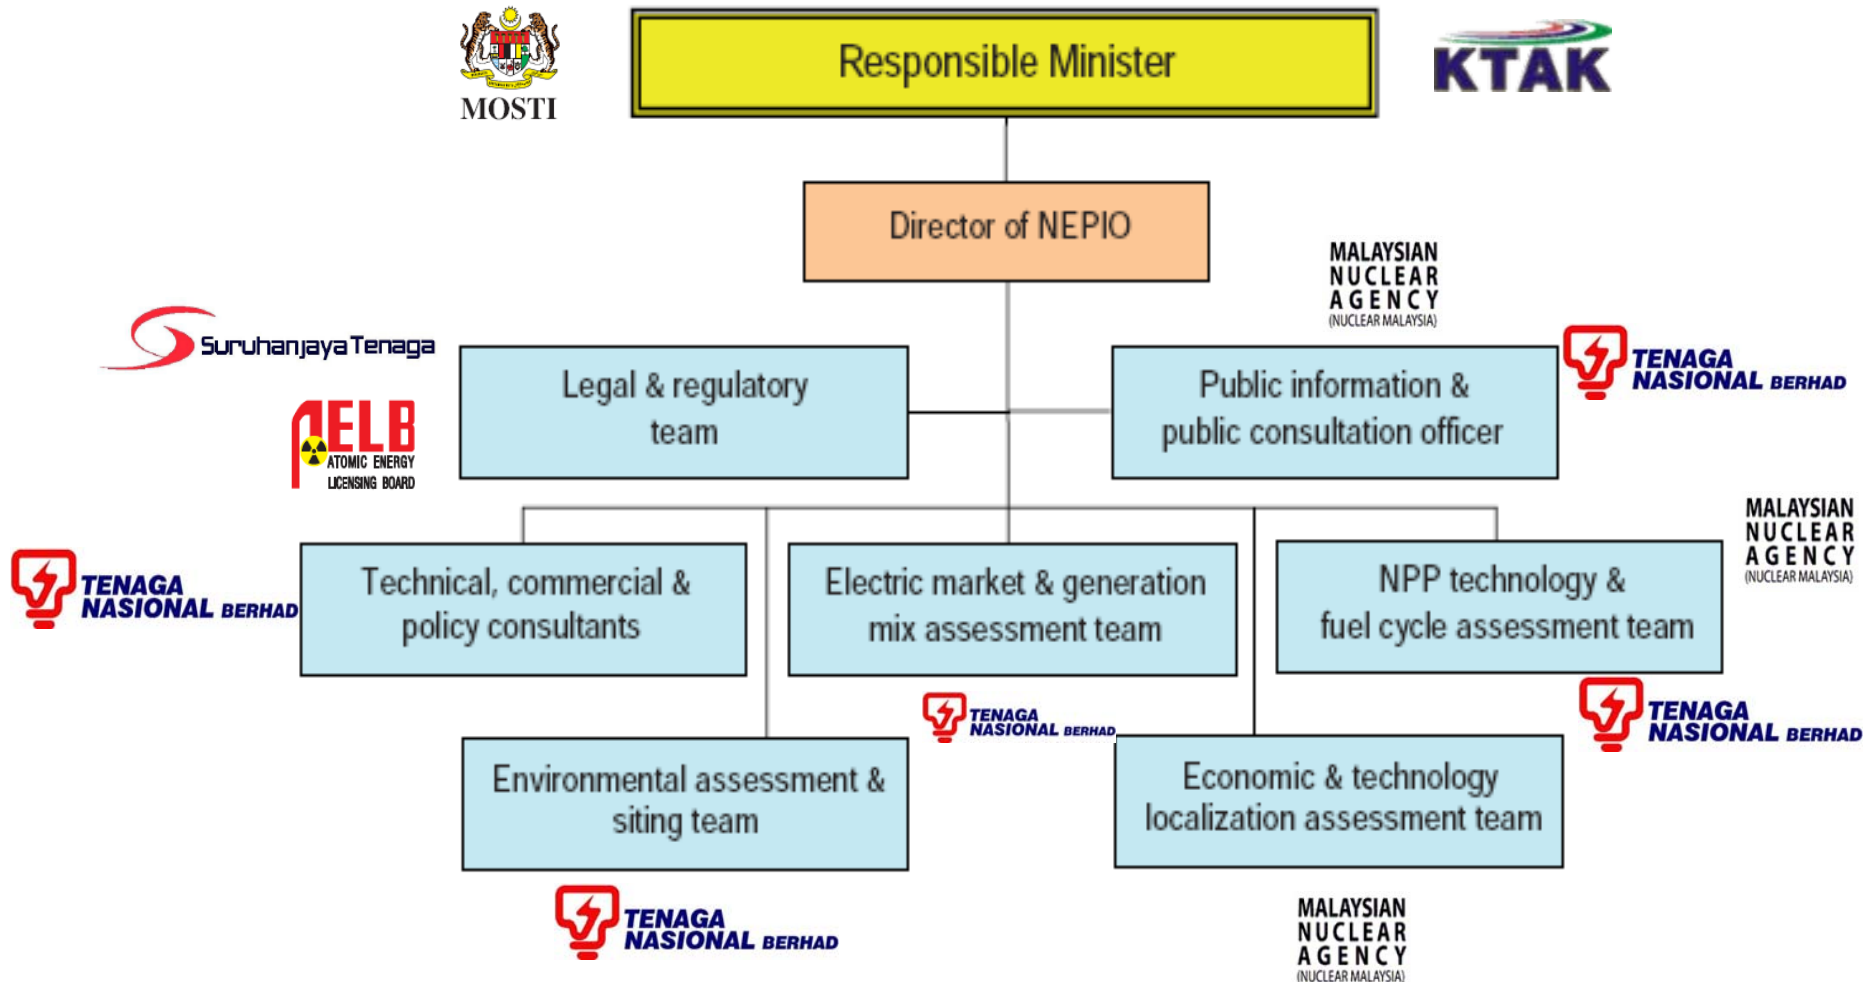 MOSTI
Responsible Minister
KTAK
Director of NEPIO
MALAYSIAN
NUCLEAR
AGENCY
(NUCLEAR MALAYSIA)
Suruhanjaya Tenaga
Legal & regulatory
team
Public information &
public consultation officer
TENAGA
NASIONAL BERHAD
AELB
ATOMIC ENERGY
LICENSING BOARD
TENAGA
NASIONAL BERHAD
Technical, commercial &
policy consultants
Electric market & generation
mix assessment team
NPP technology &
fuel cycle assessment team
MALAYSIAN
NUCLEAR
AGENCY
(NUCLEAR MALAYSIA)
TENAGA
NASIONAL BERHAD
TENAGA
NASIONAL BERHAD
Environmental assessment &
siting team
Economic & technology
localization assessment team
TENAGA
NASIONAL BERHAD
MALAYSIAN
NUCLEAR
AGENCY
(NUCLEAR MALAYSIA)